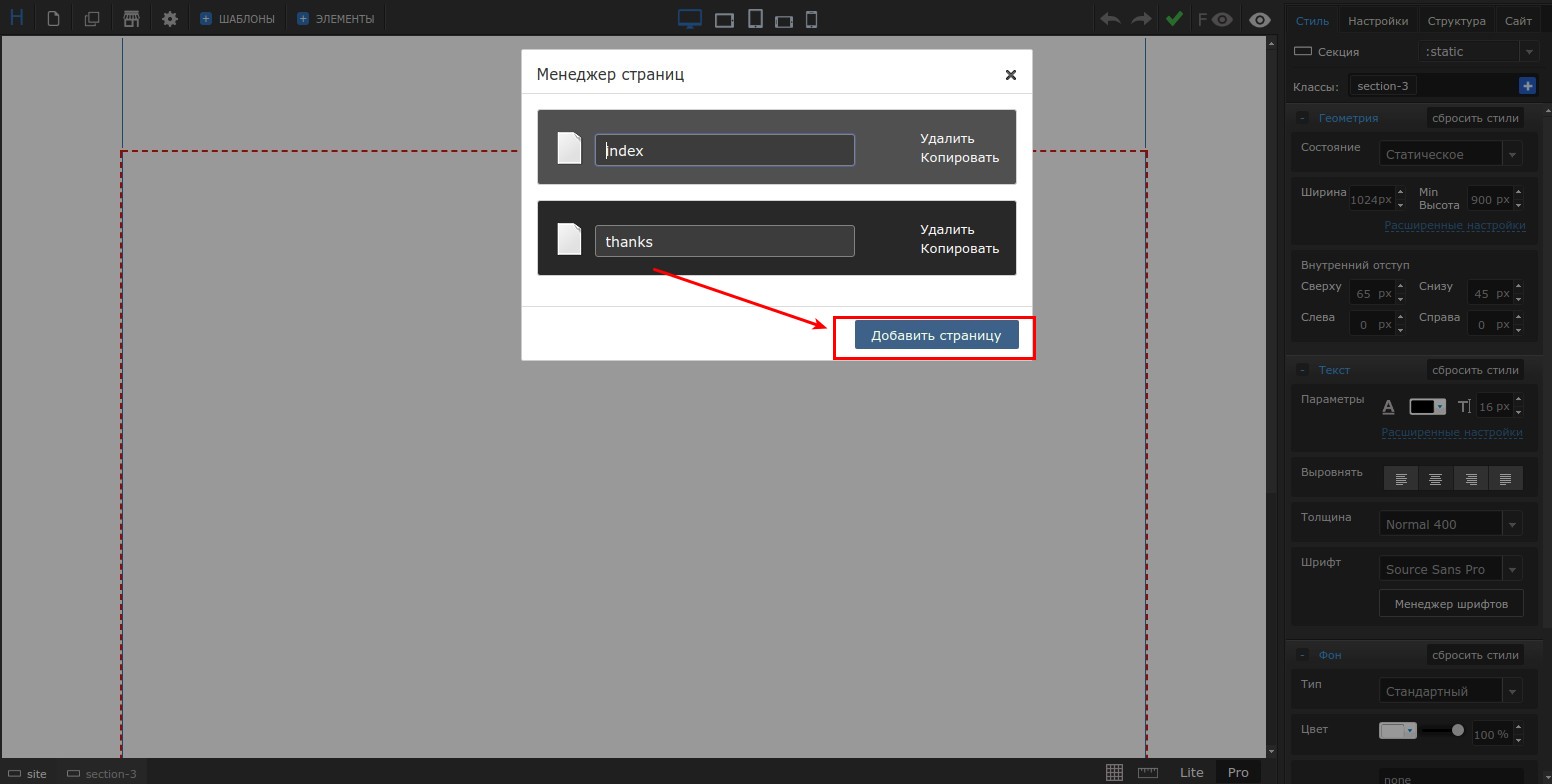 H ШАБЛОНЫ ЭЛЕМЕНТЫ F
Менеджер страниц
index
Удалить
Копировать
thanks
Удалить
Копировать
Добавить страницу
Стиль Настройки Структура Сайт
Секция :static
Классы: section-3
Геометрия сбросить стили
Состояние Статическое
Ширина 1024px Min Высота 900 px
Расширенные настройки
Внутренний отступ
Сверху 65 px Снизу 45 px
Слева 0 px Справа 0 px
Текст сбросить стили
Параметры A T 16 px
Расширенные настройки
Выровнять
Толщина Normal 400
Шрифт Source Sans Pro
Менеджер шрифтов
Фон сбросить стили
Тип Стандартный
Цвет 100 %
none
site section-3 Lite Pro